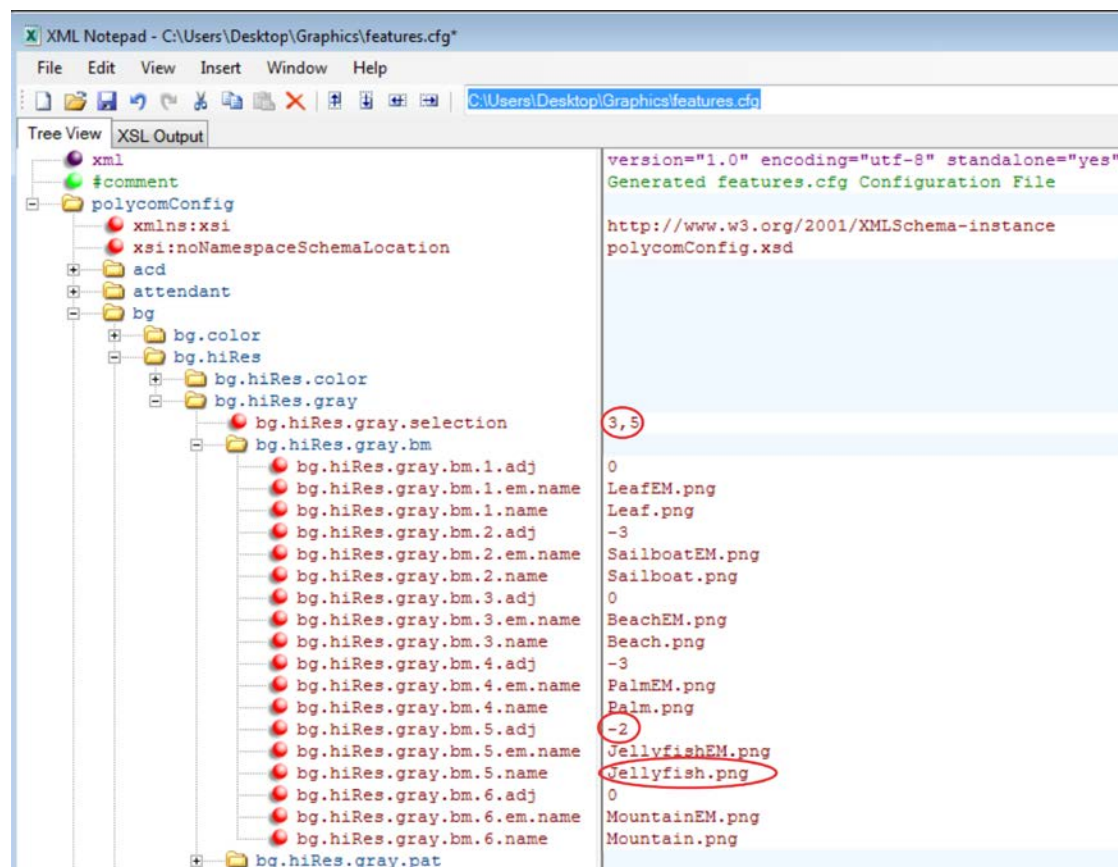 XML Notepad - C:\Users\Desktop\Graphics\features.cfg*
File Edit View Insert Window Help
C:\Users\Desktop\Graphics\features.cfg
Tree View XSL Output
xml version="1.0" encoding="utf-8" standalone="yes"
#comment Generated features.cfg Configuration File
polycomConfig
xmlns:xsi http://www.w3.org/2001/XMLSchema-instance
xsi:noNamespaceSchemaLocation polycomConfig.xsd
acd
attendant
bg
bg.color
bg.hiRes
bg.hiRes.color
bg.hiRes.gray
bg.hiRes.gray.selection 3,5
bg.hiRes.gray.bm
bg.hiRes.gray.bm.1.adj 0
bg.hiRes.gray.bm.1.em.name LeafEM.png
bg.hiRes.gray.bm.1.name Leaf.png
bg.hiRes.gray.bm.2.adj -3
bg.hiRes.gray.bm.2.em.name SailboatEM.png
bg.hiRes.gray.bm.2.name Sailboat.png
bg.hiRes.gray.bm.3.adj 0
bg.hiRes.gray.bm.3.em.name BeachEM.png
bg.hiRes.gray.bm.3.name Beach.png
bg.hiRes.gray.bm.4.adj -3
bg.hiRes.gray.bm.4.em.name PalmEM.png
bg.hiRes.gray.bm.4.name Palm.png
bg.hiRes.gray.bm.5.adj -2
bg.hiRes.gray.bm.5.em.name JellyfishEM.png
bg.hiRes.gray.bm.5.name Jellyfish.png
bg.hiRes.gray.bm.6.adj 0
bg.hiRes.gray.bm.6.em.name MountainEM.png
bg.hiRes.gray.bm.6.name Mountain.png
bg.hiRes.gray.pat